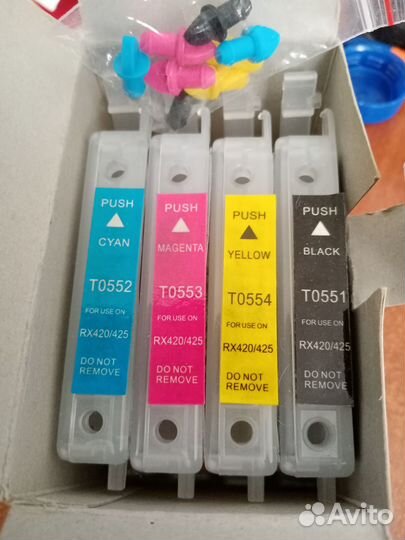 PUSH
CYAN
T0552
FOR USE ON
RX420/425
DO NOT
REMOVE
PUSH
MAGENTA
T0553
FOR USE ON
RX420/425
DO NOT
REMOVE
PUSH
YELLOW
T0554
FOR USE ON
RX420/425
DO NOT
REMOVE
PUSH
BLACK
T0551
FOR USE ON
RX420/425
DO NOT
REMOVE
Avito